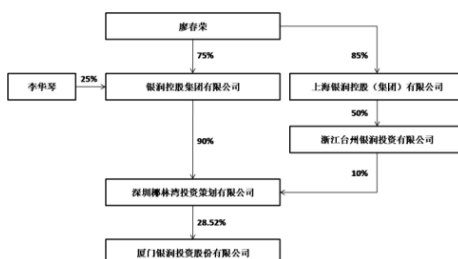 廖春荣
75%
85%
李华琴
25%
银润控股集团有限公司
上海银润控股（集团）有限公司
50%
浙江台州银润投资有限公司
90%
10%
深圳椰林湾投资策划有限公司
28.52%
厦门银润投资股份有限公司